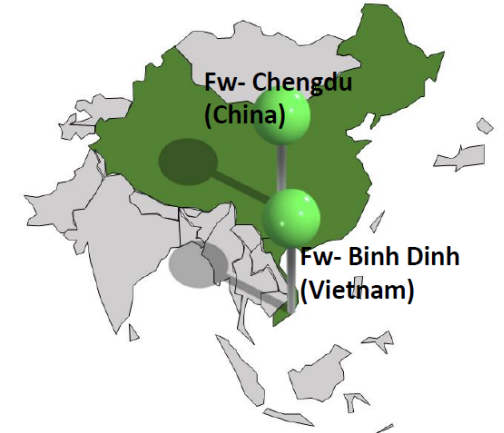 Fw- Chengdu
(China)
Fw- Binh Dinh
(Vietnam)